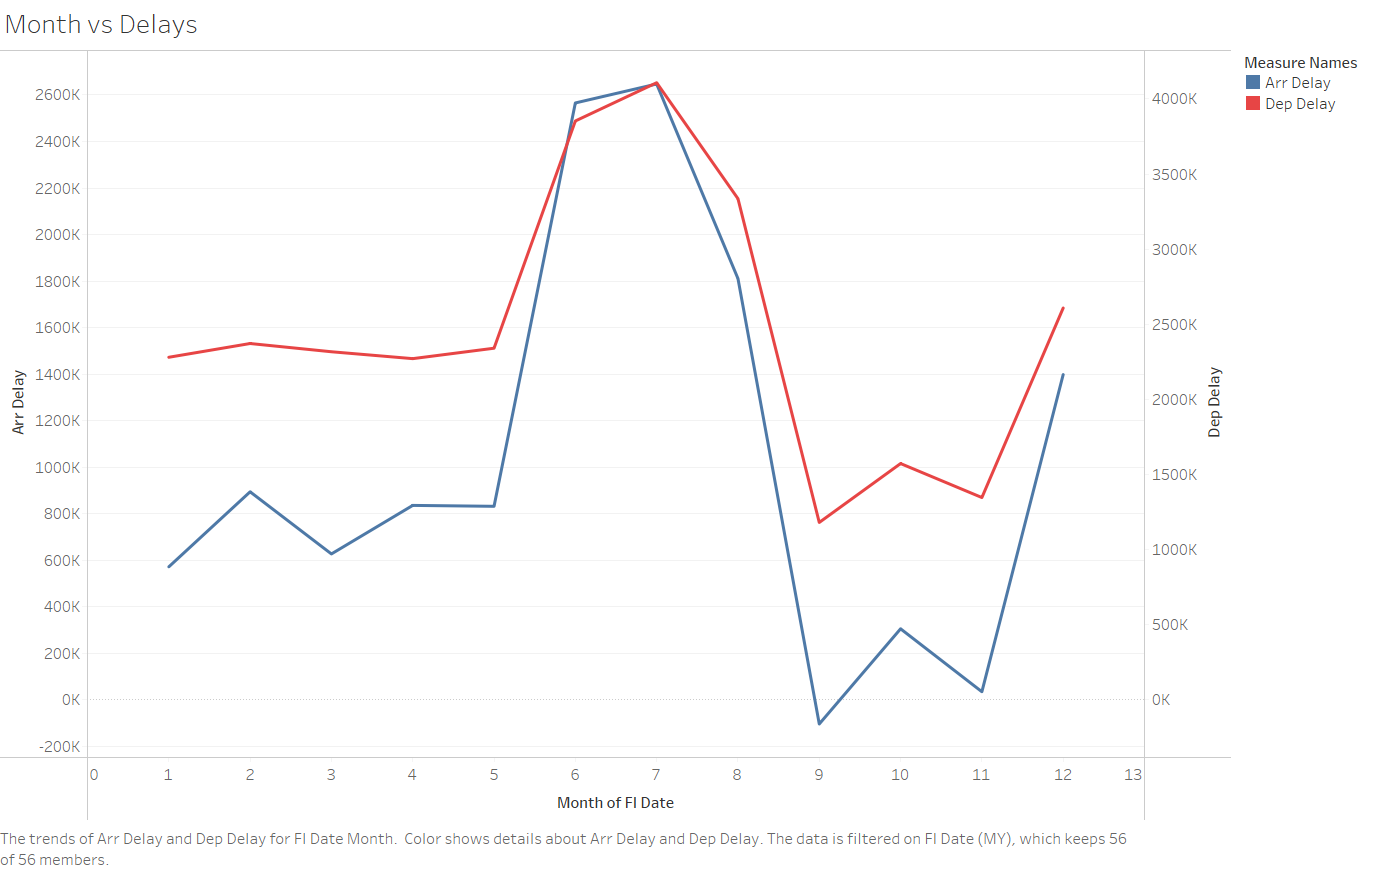 Month vs Delays
Measure Names
Arr Delay
Dep Delay
2600K
2400K
2200K
2000K
1800K
1600K
1400K
1200K
1000K
800K
600K
400K
200K
0K
-200K
Arr Delay
4000K
3500K
3000K
2500K
2000K
1500K
1000K
500K
0K
Dep Delay
0 1 2 3 4 5 6 7 8 9 10 11 12 13
Month of Fl Date
The trends of Arr Delay and Dep Delay for Fl Date Month.  Color shows details about Arr Delay and Dep Delay. The data is filtered on Fl Date (MY), which keeps 56
of 56 members.